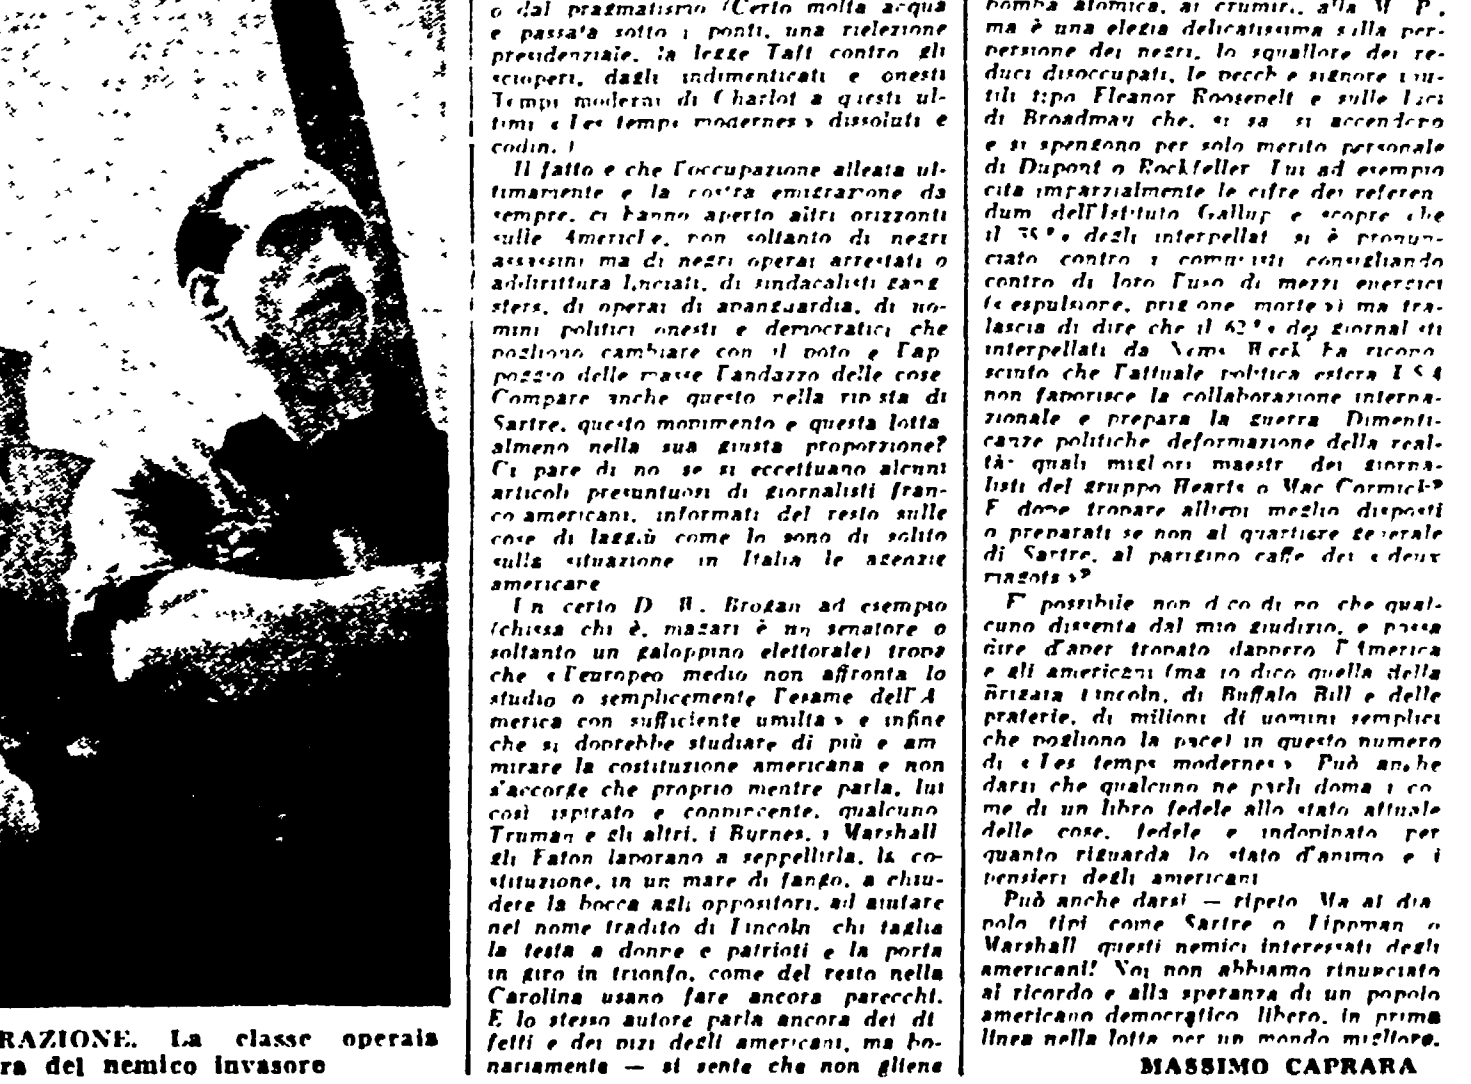 RAZIONE. La classe operaia
ra del nemico invasore
o dal pragmatismo (Certo molta acqua
e passata sotto i ponti, una rielezione
presidenziale, la legge Taft contro gli
scioperi, dagli indimenticati e onesti
Tempi moderni di Charlot a questi ul-
timi « Les temps modernes » dissoluti e
codini.)
Il fatto e che l'occupazione alleata ul-
timamente e la nostra emigrazione da
sempre, ci hanno aperto altri orizzonti
sulle Americhe, non soltanto di negri
assassini ma di negri operai arrestati o
addirittura linciati, di sindacalisti gang
sters, di operai di avanguardia, di uo-
mini politici onesti e democratici che
vogliono cambiare con il voto e l'ap
poggio delle masse l'andazzo delle cose
Compare anche questo nella rivista di
Sartre, questo movimento e questa lotta
almeno nella sua giusta proporzione?
Ci pare di no se si eccettuano alcuni
articoli presuntuosi di giornalisti fran-
co americani, informati del resto sulle
cose di laggiù come lo sono di solito
sulla situazione in Italia le agenzie
americane
Un certo D. W. Brogan ad esempio
(chissa chi è, magari è un senatore o
soltanto un galoppino elettorale) trova
che « l'europeo medio non affronta lo
studio o semplicemente l'esame dell'A
merica con sufficiente umilta » e infine
che si dovrebbe studiare di più e am
mirare la costituzione americana e non
s'accorge che proprio mentre parla, lui
così ispirato e convincente, qualcuno
Truman e gli altri, i Byrnes, i Marshall
gli Eaton lavorano a seppellirla, la co-
stituzione, in un mare di fango, a chiu-
dere la bocca agli oppositori, ad aiutare
nel nome tradito di Lincoln chi taglia
la testa a donne e patrioti e la porta
in giro in trionfo, come del resto nella
Carolina usano fare ancora parecchi.
E lo stesso autore parla ancora dei di
fetti e dei vizi degli americani, ma bo-
nariamente — si sente che non gliene
bomba atomica, ai crumiri, alla M. P.,
ma è una elegia delicatissima sulla per-
versione dei negri, lo squallore dei re-
duci disoccupati, le vecchie signore inu-
tili tipo Eleanor Roosevelt e sulle luci
di Broadway che, si sa si accendono
e si spengono per solo merito personale
di Dupont o Rockfeller Lui ad esempio
cita imparzialmente le cifre dei referen
dum dell'Istituto Gallup e scopre che
il degli interpellati si è pronun-
ciato contro i comunisti consigliando
contro di loro l'uso di mezzi energici
(« espulsione, prigione morte ») ma tra-
lascia di dire che il 62% dei giornalisti
interpellati da News Week ha ricono
sciuto che l'attuale politica estera USA
non favorisce la collaborazione interna-
zionale e prepara la guerra Dimenti-
canze politiche deformazione della real-
tà: quali migliori maestri dei giorna-
listi del gruppo Hearts o Mac Cormick?
E dove trovare allievi meglio disposti
o preparati se non al quartiere generale
di Sartre, al parigino caffe dei « deux
magots »?
E' possibile non dico di no che qual-
cuno dissenta dal mio giudizio, e possa
dire d'aver trovato davvero l'America
e gli americani (ma io dico quella della
Brigata Lincoln, di Buffalo Bill e delle
praterie, di milioni di uomini semplici
che vogliono la pace) in questo numero
di « Les temps modernes » Può anche
darsi che qualcuno ne parli domani co
me di un libro fedele allo stato attuale
delle cose, fedele e indovinato per
quanto riguarda lo stato d'animo e i
pensieri degli americani
Può anche darsi — ripeto Ma al dia
volo tipi come Sartre o Lippman o
Marshall questi nemici interessati degli
americani! Noi non abbiamo rinunciato
al ricordo e alla speranza di un popolo
americano democratico libero, in prima
linea nella lotta per un mondo migliore.
MASSIMO CAPRARA